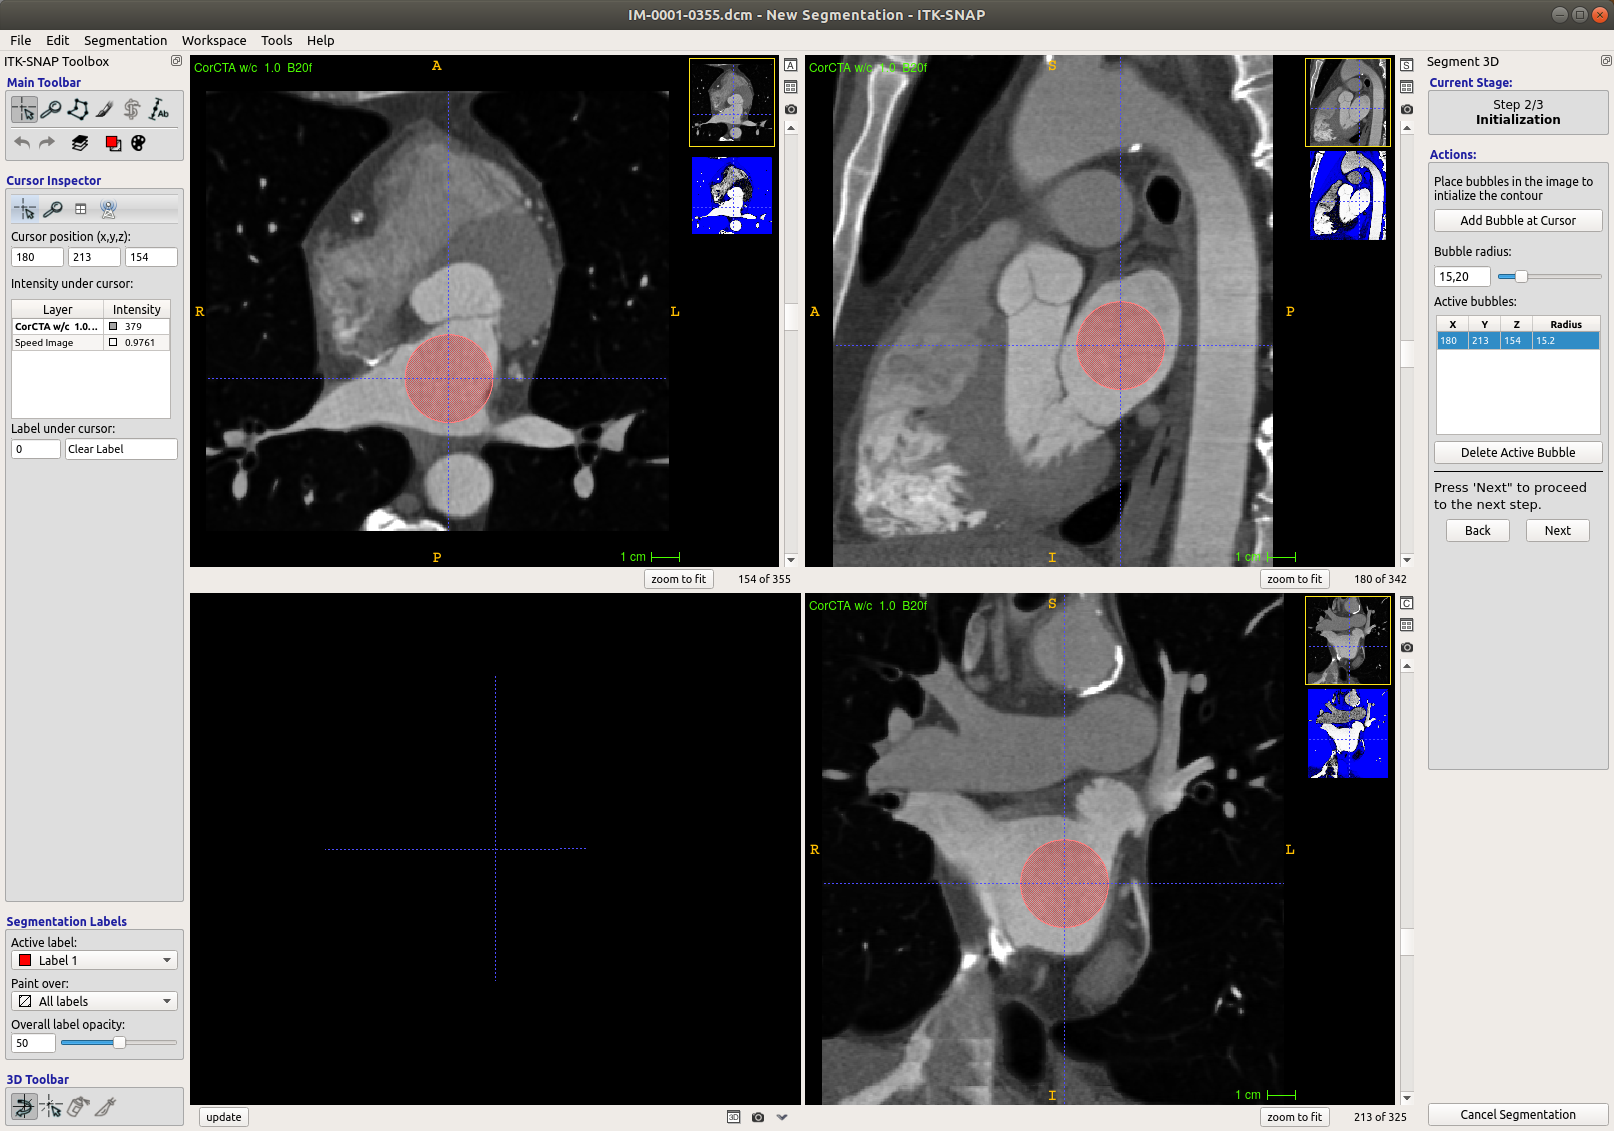 IM-0001-0355.dcm - New Segmentation - ITK-SNAP
File Edit Segmentation Workspace Tools Help
ITK-SNAP Toolbox
Main Toolbar
Ab
Cursor Inspector
Cursor position (x,y,z):
180 213 154
Intensity under cursor:
Layer Intensity
CorCTA w/c 1.0... 379
Speed Image 0.9761
Label under cursor:
0 Clear Label
Segmentation Labels
Active label:
Label 1
Paint over:
All labels
Overall label opacity:
50
3D Toolbar
CorCTA w/c 1.0 B20f
A
R
L
P
1 cm
A
zoom to fit 154 of 355
CorCTA w/c 1.0 B20f
S
A
P
I
1 cm
S
zoom to fit 180 of 342
update
3D
CorCTA w/c 1.0 B20f
S
R
L
I
1 cm
C
zoom to fit 213 of 325
Segment 3D
Current Stage:
Step 2/3
Initialization
Actions:
Place bubbles in the image to
intialize the contour
Add Bubble at Cursor
Bubble radius:
15,20
Active bubbles:
X Y Z Radius
180 213 154 15.2
Delete Active Bubble
Press 'Next" to proceed
to the next step.
Back Next
Cancel Segmentation